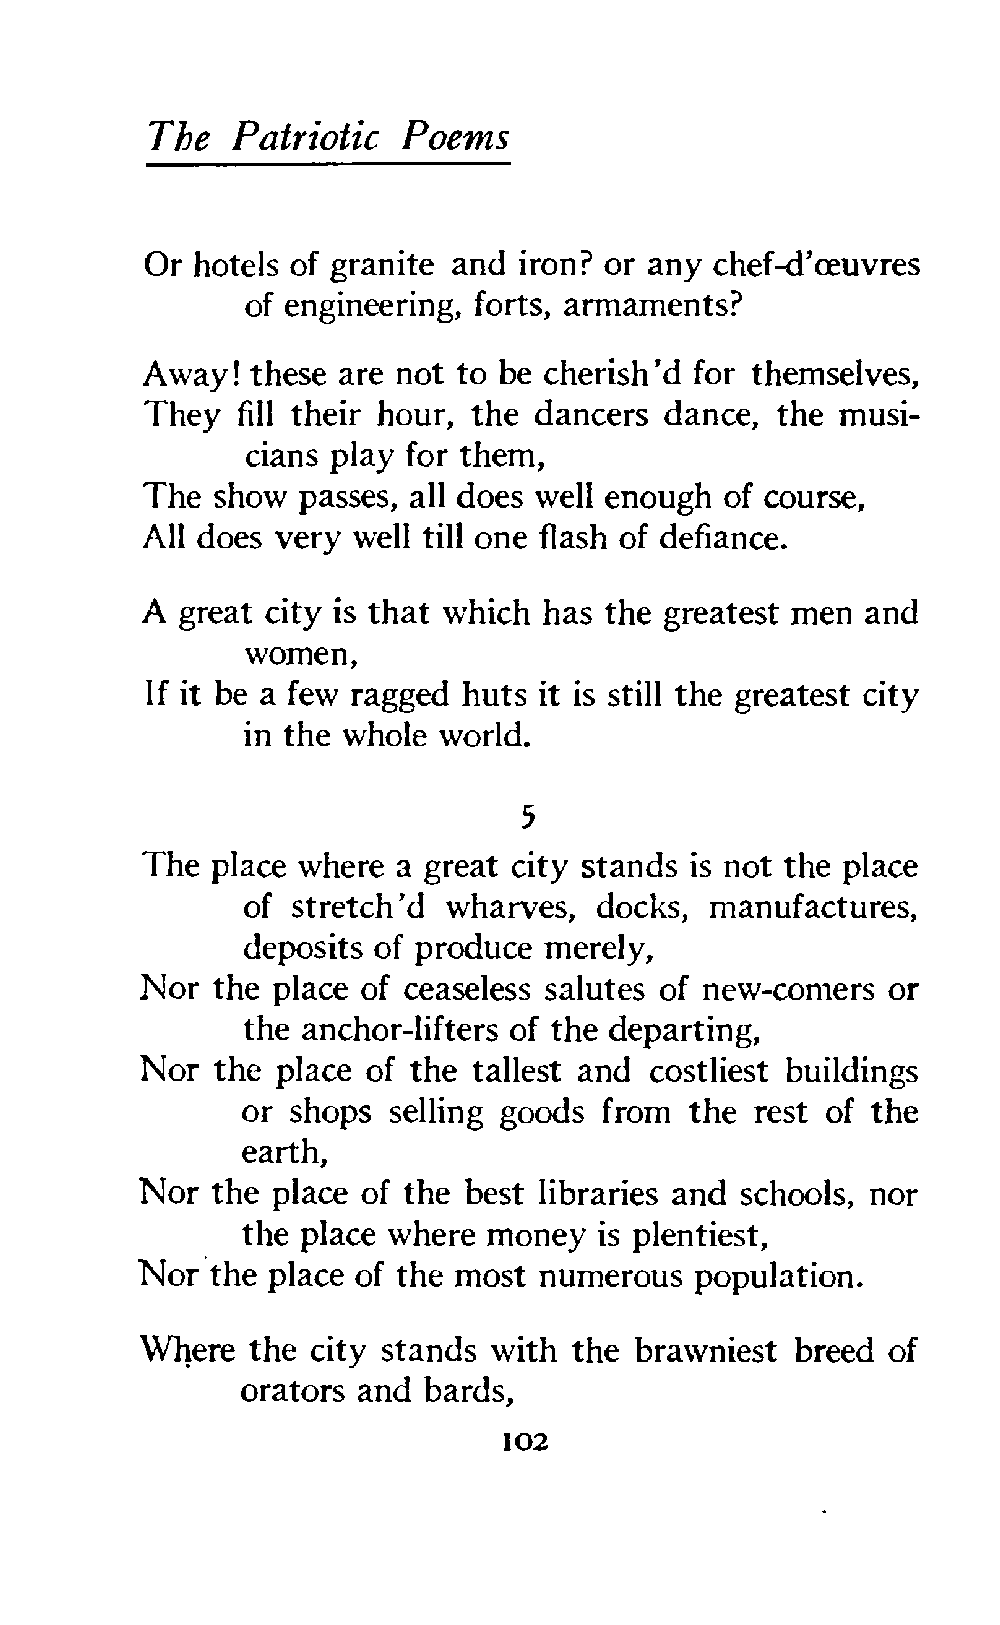 The Patriotic Poems
Or hotels of granite and iron? or any chef-d'œuvres
of engineering, forts, armaments?
Away! these are not to be cherish'd for themselves,
They fill their hour, the dancers dance, the musi-
cians play for them,
The show passes, all does well enough of course,
All does very well till one flash of defiance.
A great city is that which has the greatest men and
women,
If it be a few ragged huts it is still the greatest city
in the whole world.
5
The place where a great city stands is not the place
of stretch'd wharves, docks, manufactures,
deposits of produce merely,
Nor the place of ceaseless salutes of new-comers or
the anchor-lifters of the departing,
Nor the place of the tallest and costliest buildings
or shops selling goods from the rest of the
earth,
Nor the place of the best libraries and schools, nor
the place where money is plentiest,
Nor the place of the most numerous population.
Where the city stands with the brawniest breed of
orators and bards,
102